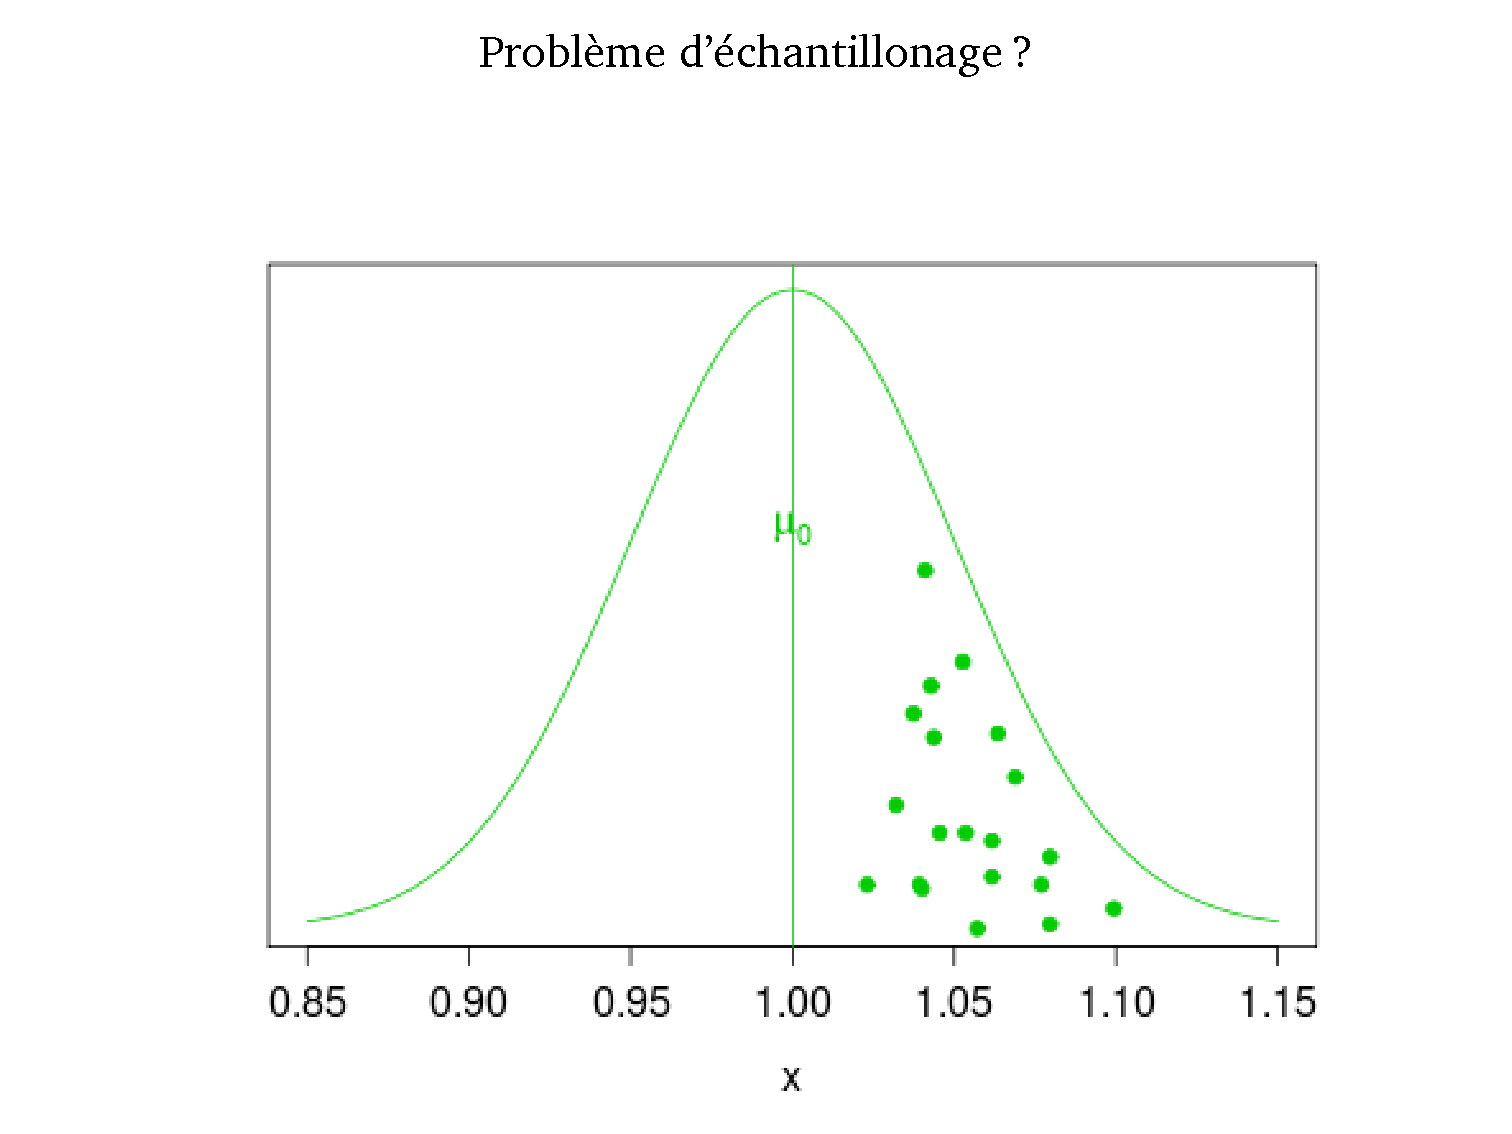 Problème d’échantillonage ?
μ0
0.85 0.90 0.95 1.00 1.05 1.10 1.15
x